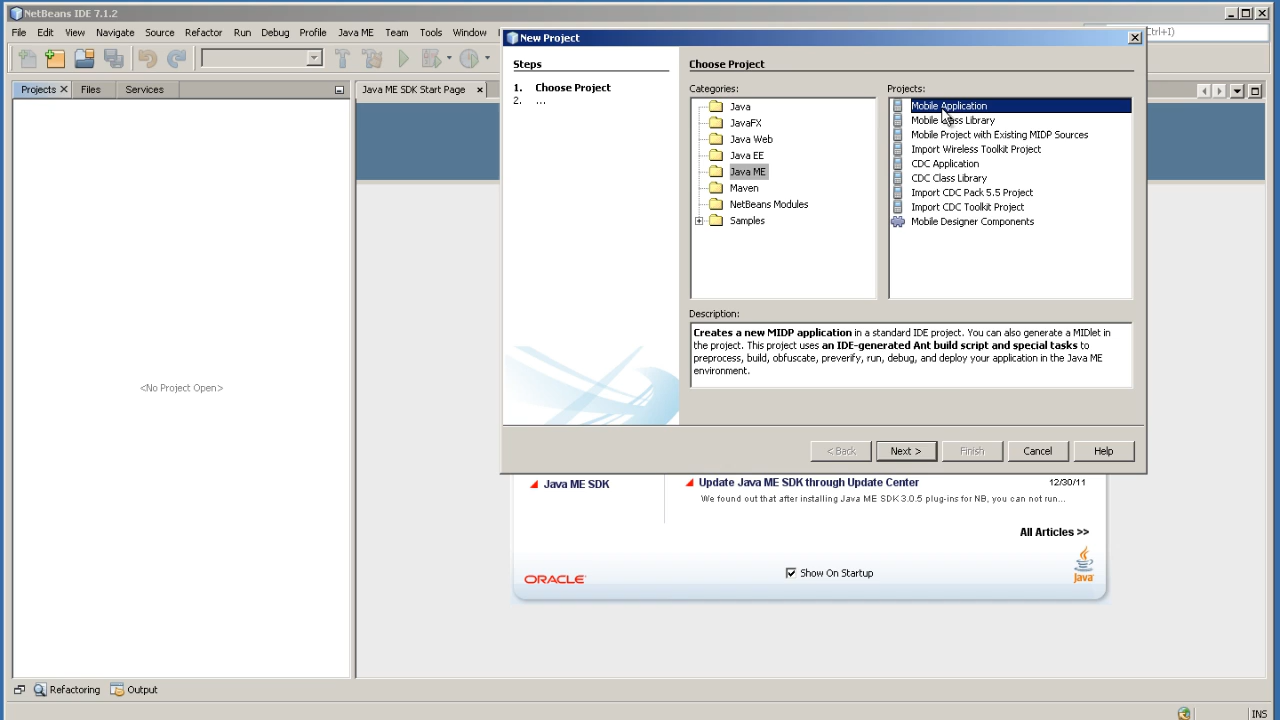 NetBeans IDE 7.1.2
File Edit View Navigate Source Refactor Run Debug Profile Java ME Team Tools Window
Ctrl+I)
Projects Files Services
Java ME SDK Start Page
<No Project Open>
New Project
Steps
1. Choose Project
2. ...
Choose Project
Categories:
Java
JavaFX
Java Web
Java EE
Java ME
Maven
NetBeans Modules
Samples
Projects:
Mobile Application
Mobile Class Library
Mobile Project with Existing MIDP Sources
Import Wireless Toolkit Project
CDC Application
CDC Class Library
Import CDC Pack 5.5 Project
Import CDC Toolkit Project
Mobile Designer Components
Description:
Creates a new MIDP application in a standard IDE project. You can also generate a MIDlet in
the project. This project uses an IDE-generated Ant build script and special tasks to
preprocess, build, obfuscate, preverify, run, debug, and deploy your application in the Java ME
environment.
< Back Next > Finish Cancel Help
Java ME SDK
Update Java ME SDK through Update Center 12/30/11
We found out that after installing Java ME SDK 3.0.5 plug-ins for NB, you can not run...
All Articles >>
ORACLE
Show On Startup
Java
Refactoring Output
INS